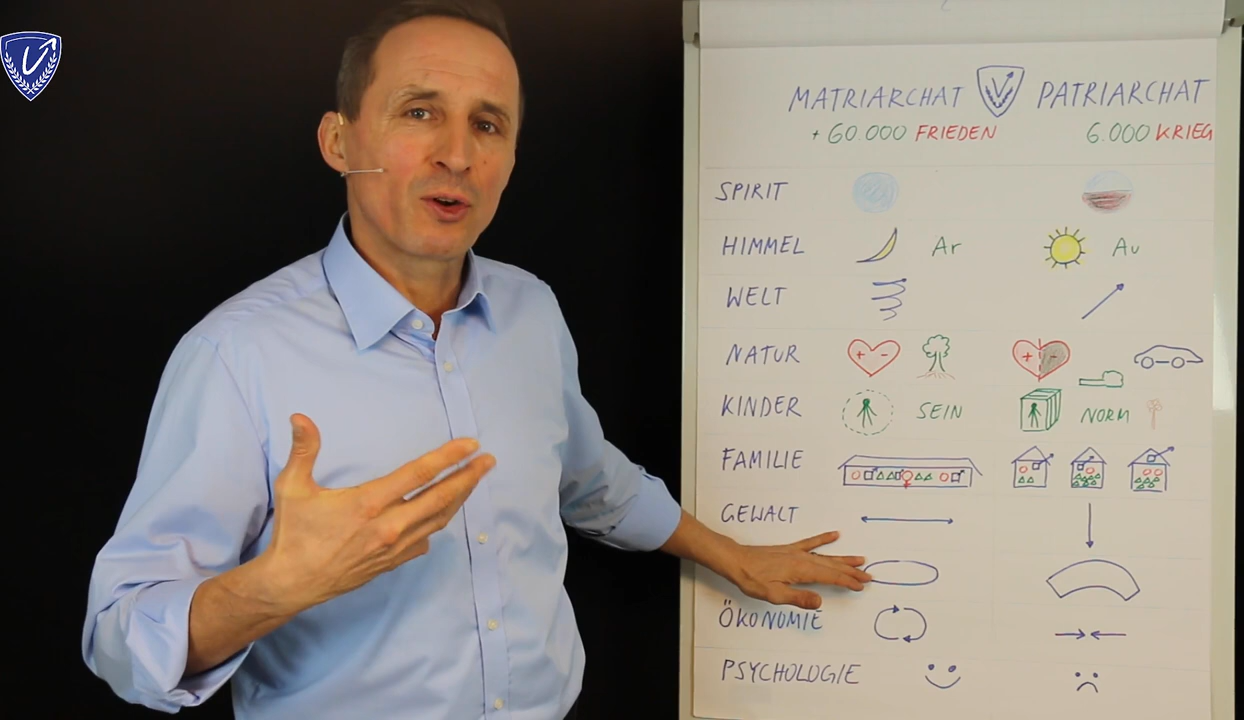 MATRIARCHAT V PATRIARCHAT
+ 60.000 FRIEDEN 6.000 KRIEG
SPIRIT
HIMMEL Ar Au
WELT
NATUR + - + -
KINDER SEIN NORM
FAMILIE
GEWALT
ÖKONOMIE
PSYCHOLOGIE